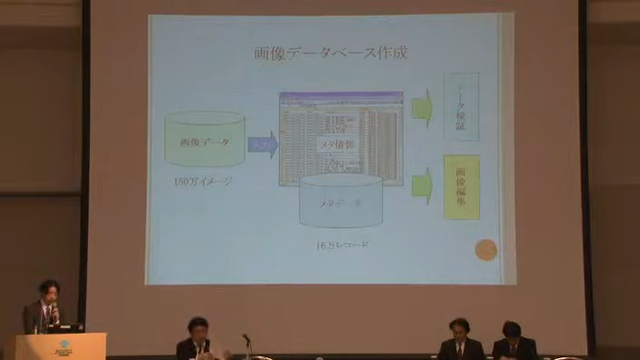 画像データベース作成
画像データ
入力
メタ情報
データ検証
180万イメージ
メタデータ
画像編集
16万レコード